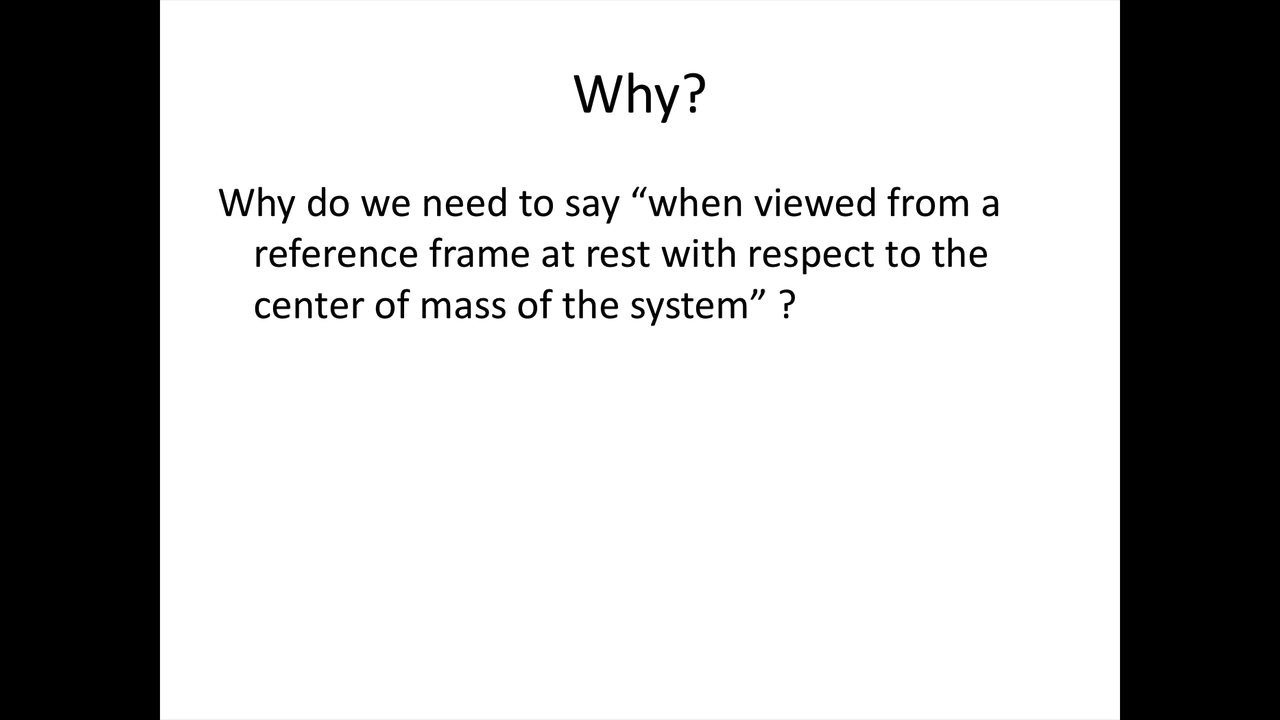 Why?
Why do we need to say “when viewed from a
reference frame at rest with respect to the
center of mass of the system” ?